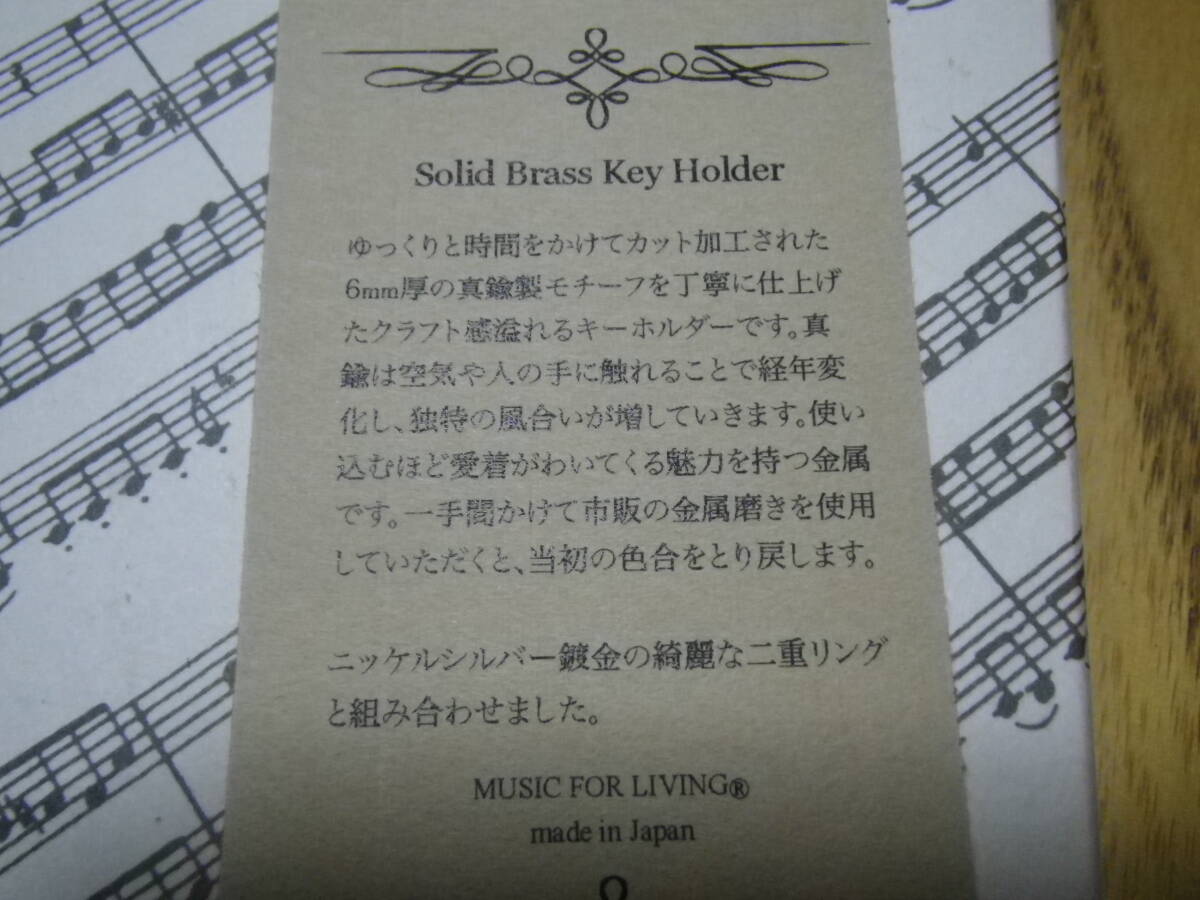 Solid Brass Key Holder
ゆっくりと時間をかけてカット加工された
6mm厚の真鍮製モチーフを丁寧に仕上げ
たクラフト感溢れるキーホルダーです。真
鍮は空気や人の手に触れることで経年変
化し、独特の風合いが増していきます。使い
込むほど愛着がわいてくる魅力を持つ金属
です。一手間かけて市販の金属磨きを使用
していただくと、当初の色合をとり戻します。
ニッケルシルバー鍍金の綺麗な二重リング
と組み合わせました。
MUSIC FOR LIVING®
made in Japan